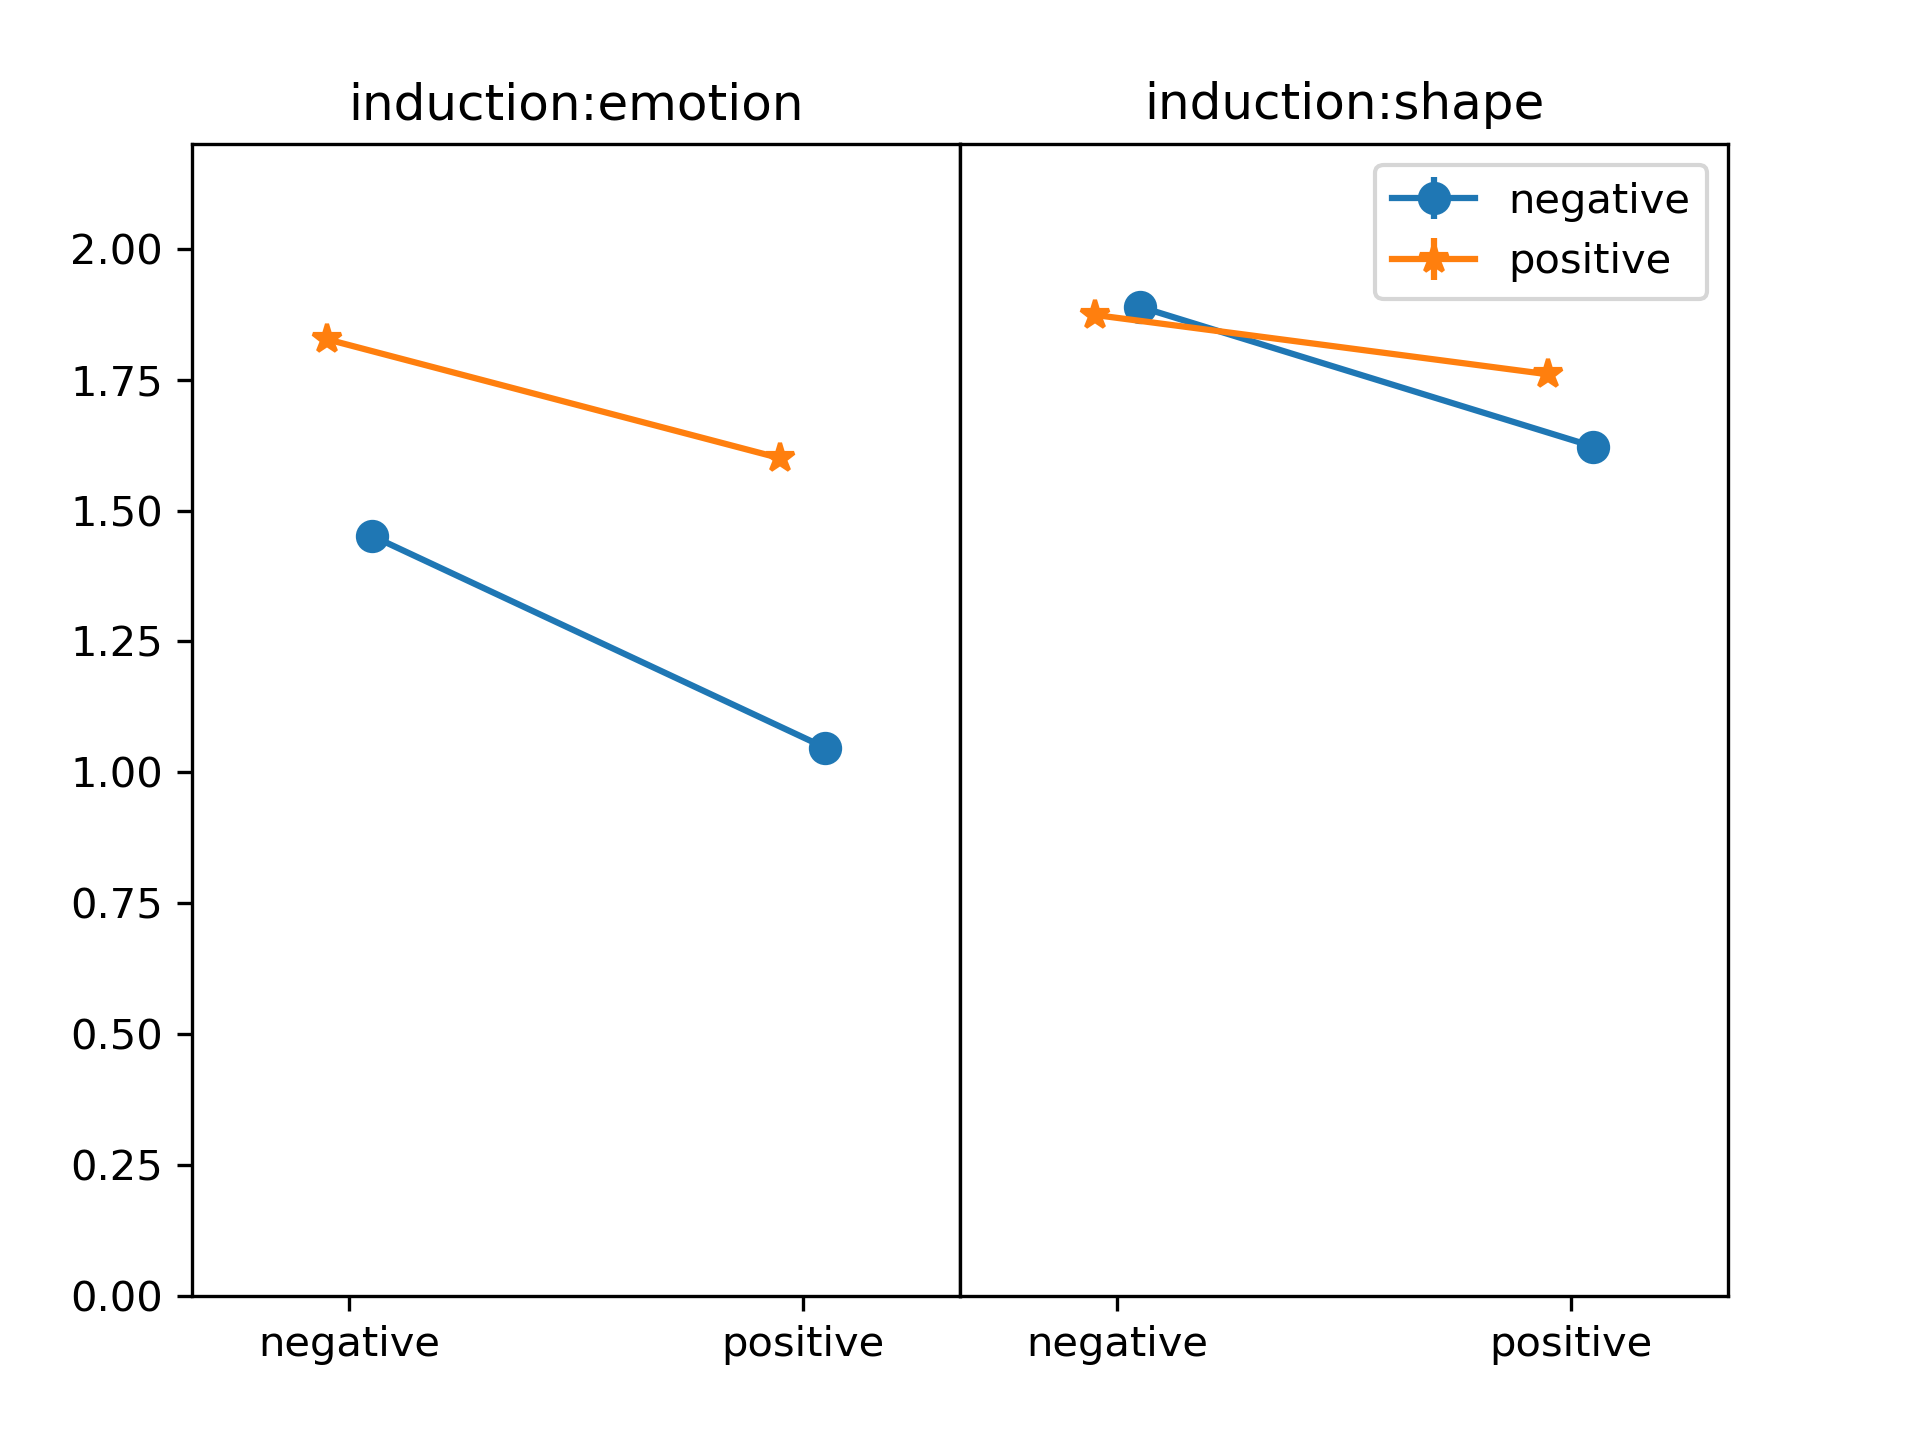 induction:emotion
induction:shape
negative
positive
2.00
1.75
1.50
1.25
1.00
0.75
0.50
0.25
0.00
negative
positive
negative
positive